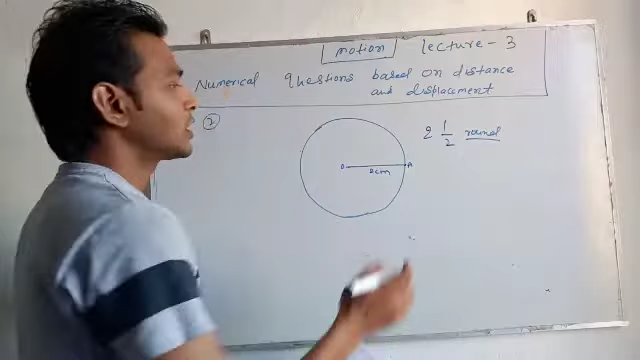 Motion lecture - 3
Numerical Questions based on distance
and displacement
2
2 1/2 round
O A
2cm